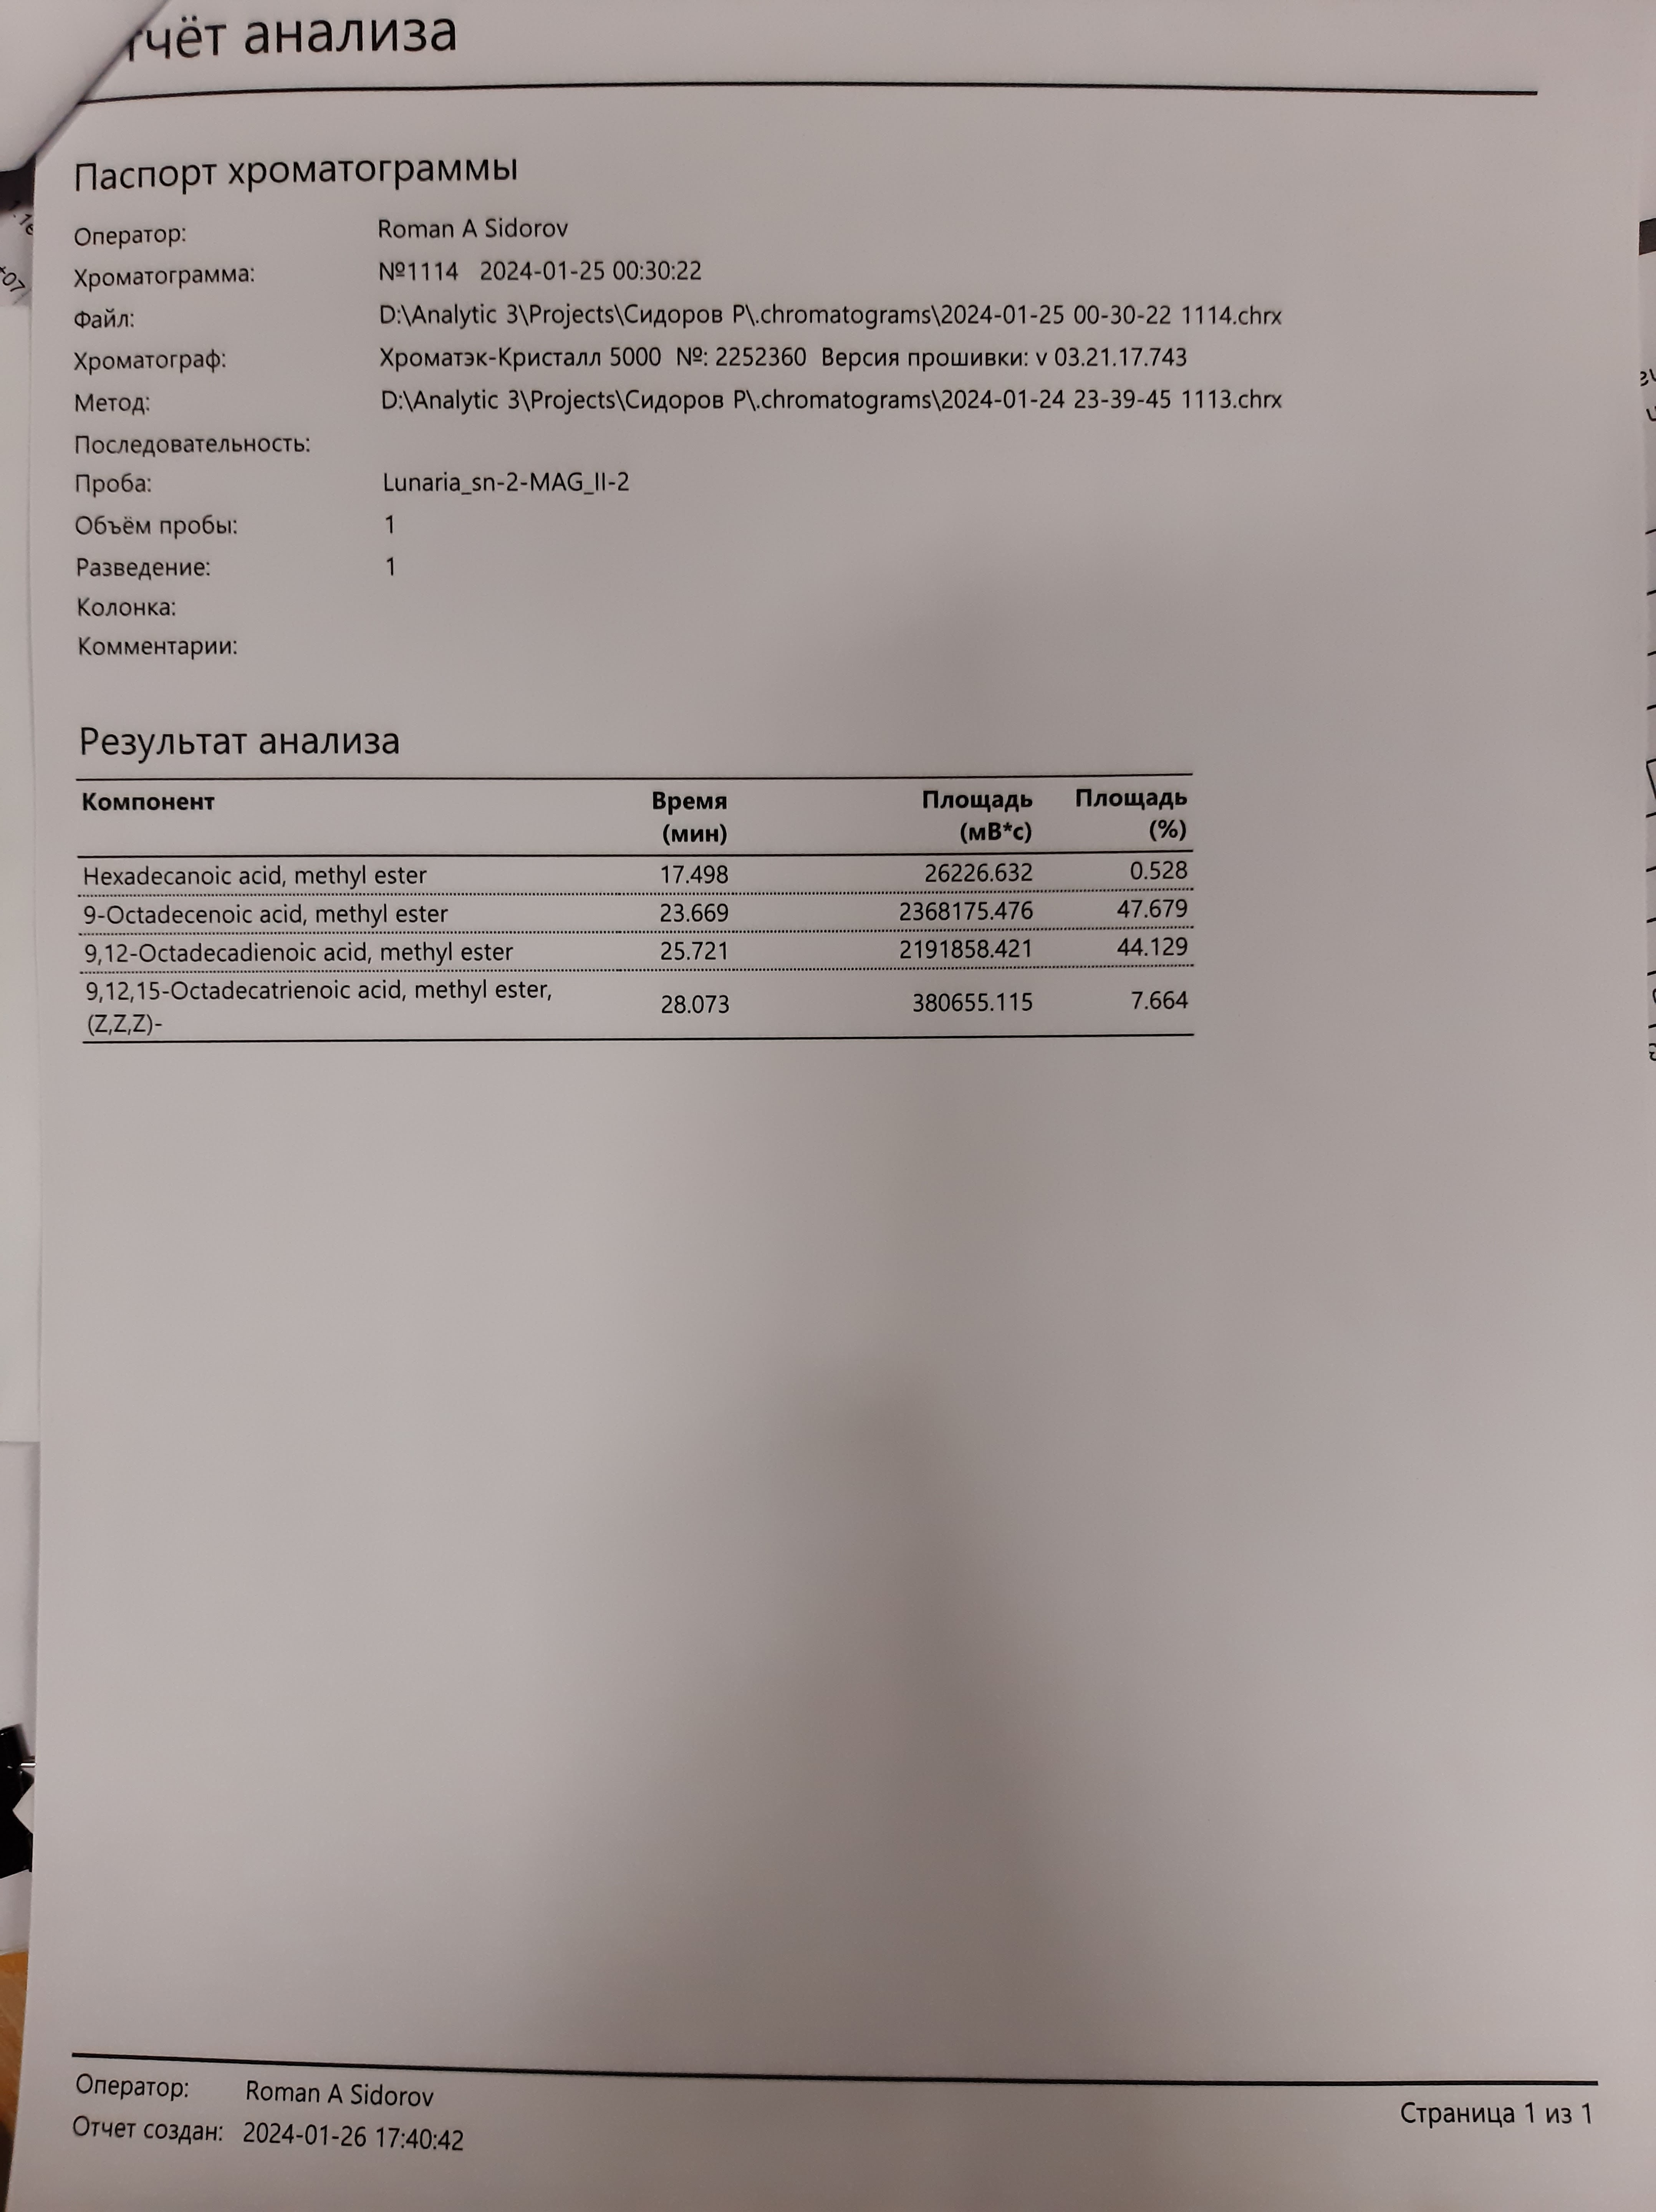 тчёт анализа
Паспорт хроматограммы
Оператор: Roman A Sidorov
Хроматограмма: №1114 2024-01-25 00:30:22
Файл: D:\Analytic 3\Projects\Сидоров Р\.chromatograms\2024-01-25 00-30-22 1114.chrx
Хроматограф: Хроматэк-Кристалл 5000 №: 2252360 Версия прошивки: v 03.21.17.743
Метод: D:\Analytic 3\Projects\Сидоров Р\.chromatograms\2024-01-24 23-39-45 1113.chrx
Последовательность:
Проба: Lunaria_sn-2-MAG_II-2
Объём пробы: 1
Разведение: 1
Колонка:
Комментарии:
Результат анализа
Компонент Время Площадь Площадь
(мин) (мВ*с) (%)
Hexadecanoic acid, methyl ester 17.498 26226.632 0.528
9-Octadecenoic acid, methyl ester 23.669 2368175.476 47.679
9,12-Octadecadienoic acid, methyl ester 25.721 2191858.421 44.129
9,12,15-Octadecatrienoic acid, methyl ester,
(Z,Z,Z)- 28.073 380655.115 7.664
Оператор: Roman A Sidorov
Отчет создан: 2024-01-26 17:40:42
Страница 1 из 1